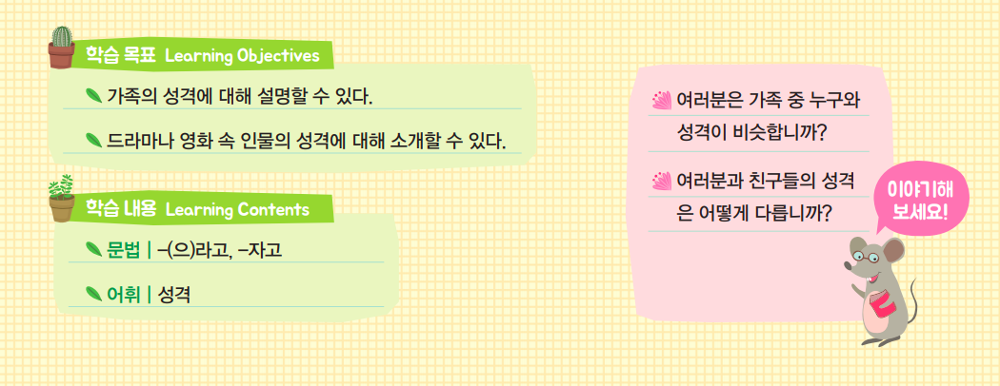 학습 목표 Learning Objectives
가족의 성격에 대해 설명할 수 있다.
드라마나 영화 속 인물의 성격에 대해 소개할 수 있다.
학습 내용 Learning Contents
문법 | –(으)라고, –자고
어휘 | 성격
여러분은 가족 중 누구와
성격이 비슷합니까?
여러분과 친구들의 성격
은 어떻게 다릅니까?
이야기해
보세요!